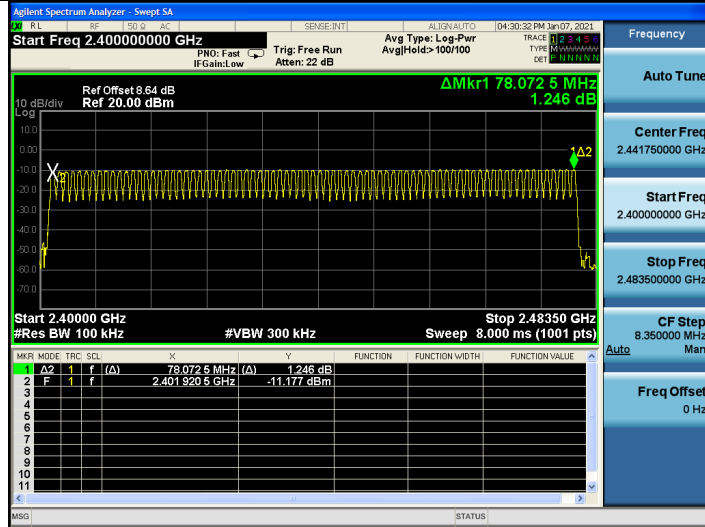 Agilent Spectrum Analyzer - Swept SA
LXI RL RF 50 Ω AC SENSE:INT ALIGNAUTO 04:30:32 PM Jan 07, 2021
Start Freq 2.400000000 GHz
PNO: Fast
IFGain:Low
Trig: Free Run
Atten: 22 dB
Avg Type: Log-Pwr
Avg|Hold:> 100/100
TRACE 1 2 3 4 5 6
TYPE M WWWWW
DET P N N N N N
Frequency
Auto Tune
Center Freq
2.441750000 GHz
Start Freq
2.400000000 GHz
Stop Freq
2.483500000 GHz
CF Step
8.350000 MHz
Auto Man
Freq Offset
0 Hz
ΔMkr1 78.072 5 MHz
1.246 dB
Ref Offset 8.64 dB
Ref 20.00 dBm
10 dB/div
Log
10.0
0.00
-10.0
-20.0
-30.0
-40.0
-50.0
-60.0
-70.0
1Δ2
X2
Start 2.40000 GHz
Stop 2.48350 GHz
#Res BW 100 kHz
#VBW 300 kHz
Sweep 8.000 ms (1001 pts)
MKR MODE TRC SCL X Y FUNCTION FUNCTION WIDTH FUNCTION VALUE
1 Δ2 1 f (Δ) 78.072 5 MHz (Δ) 1.246 dB
2 F 1 f 2.401 920 5 GHz -11.177 dBm
3
4
5
6
7
8
9
10
11
MSG
STATUS